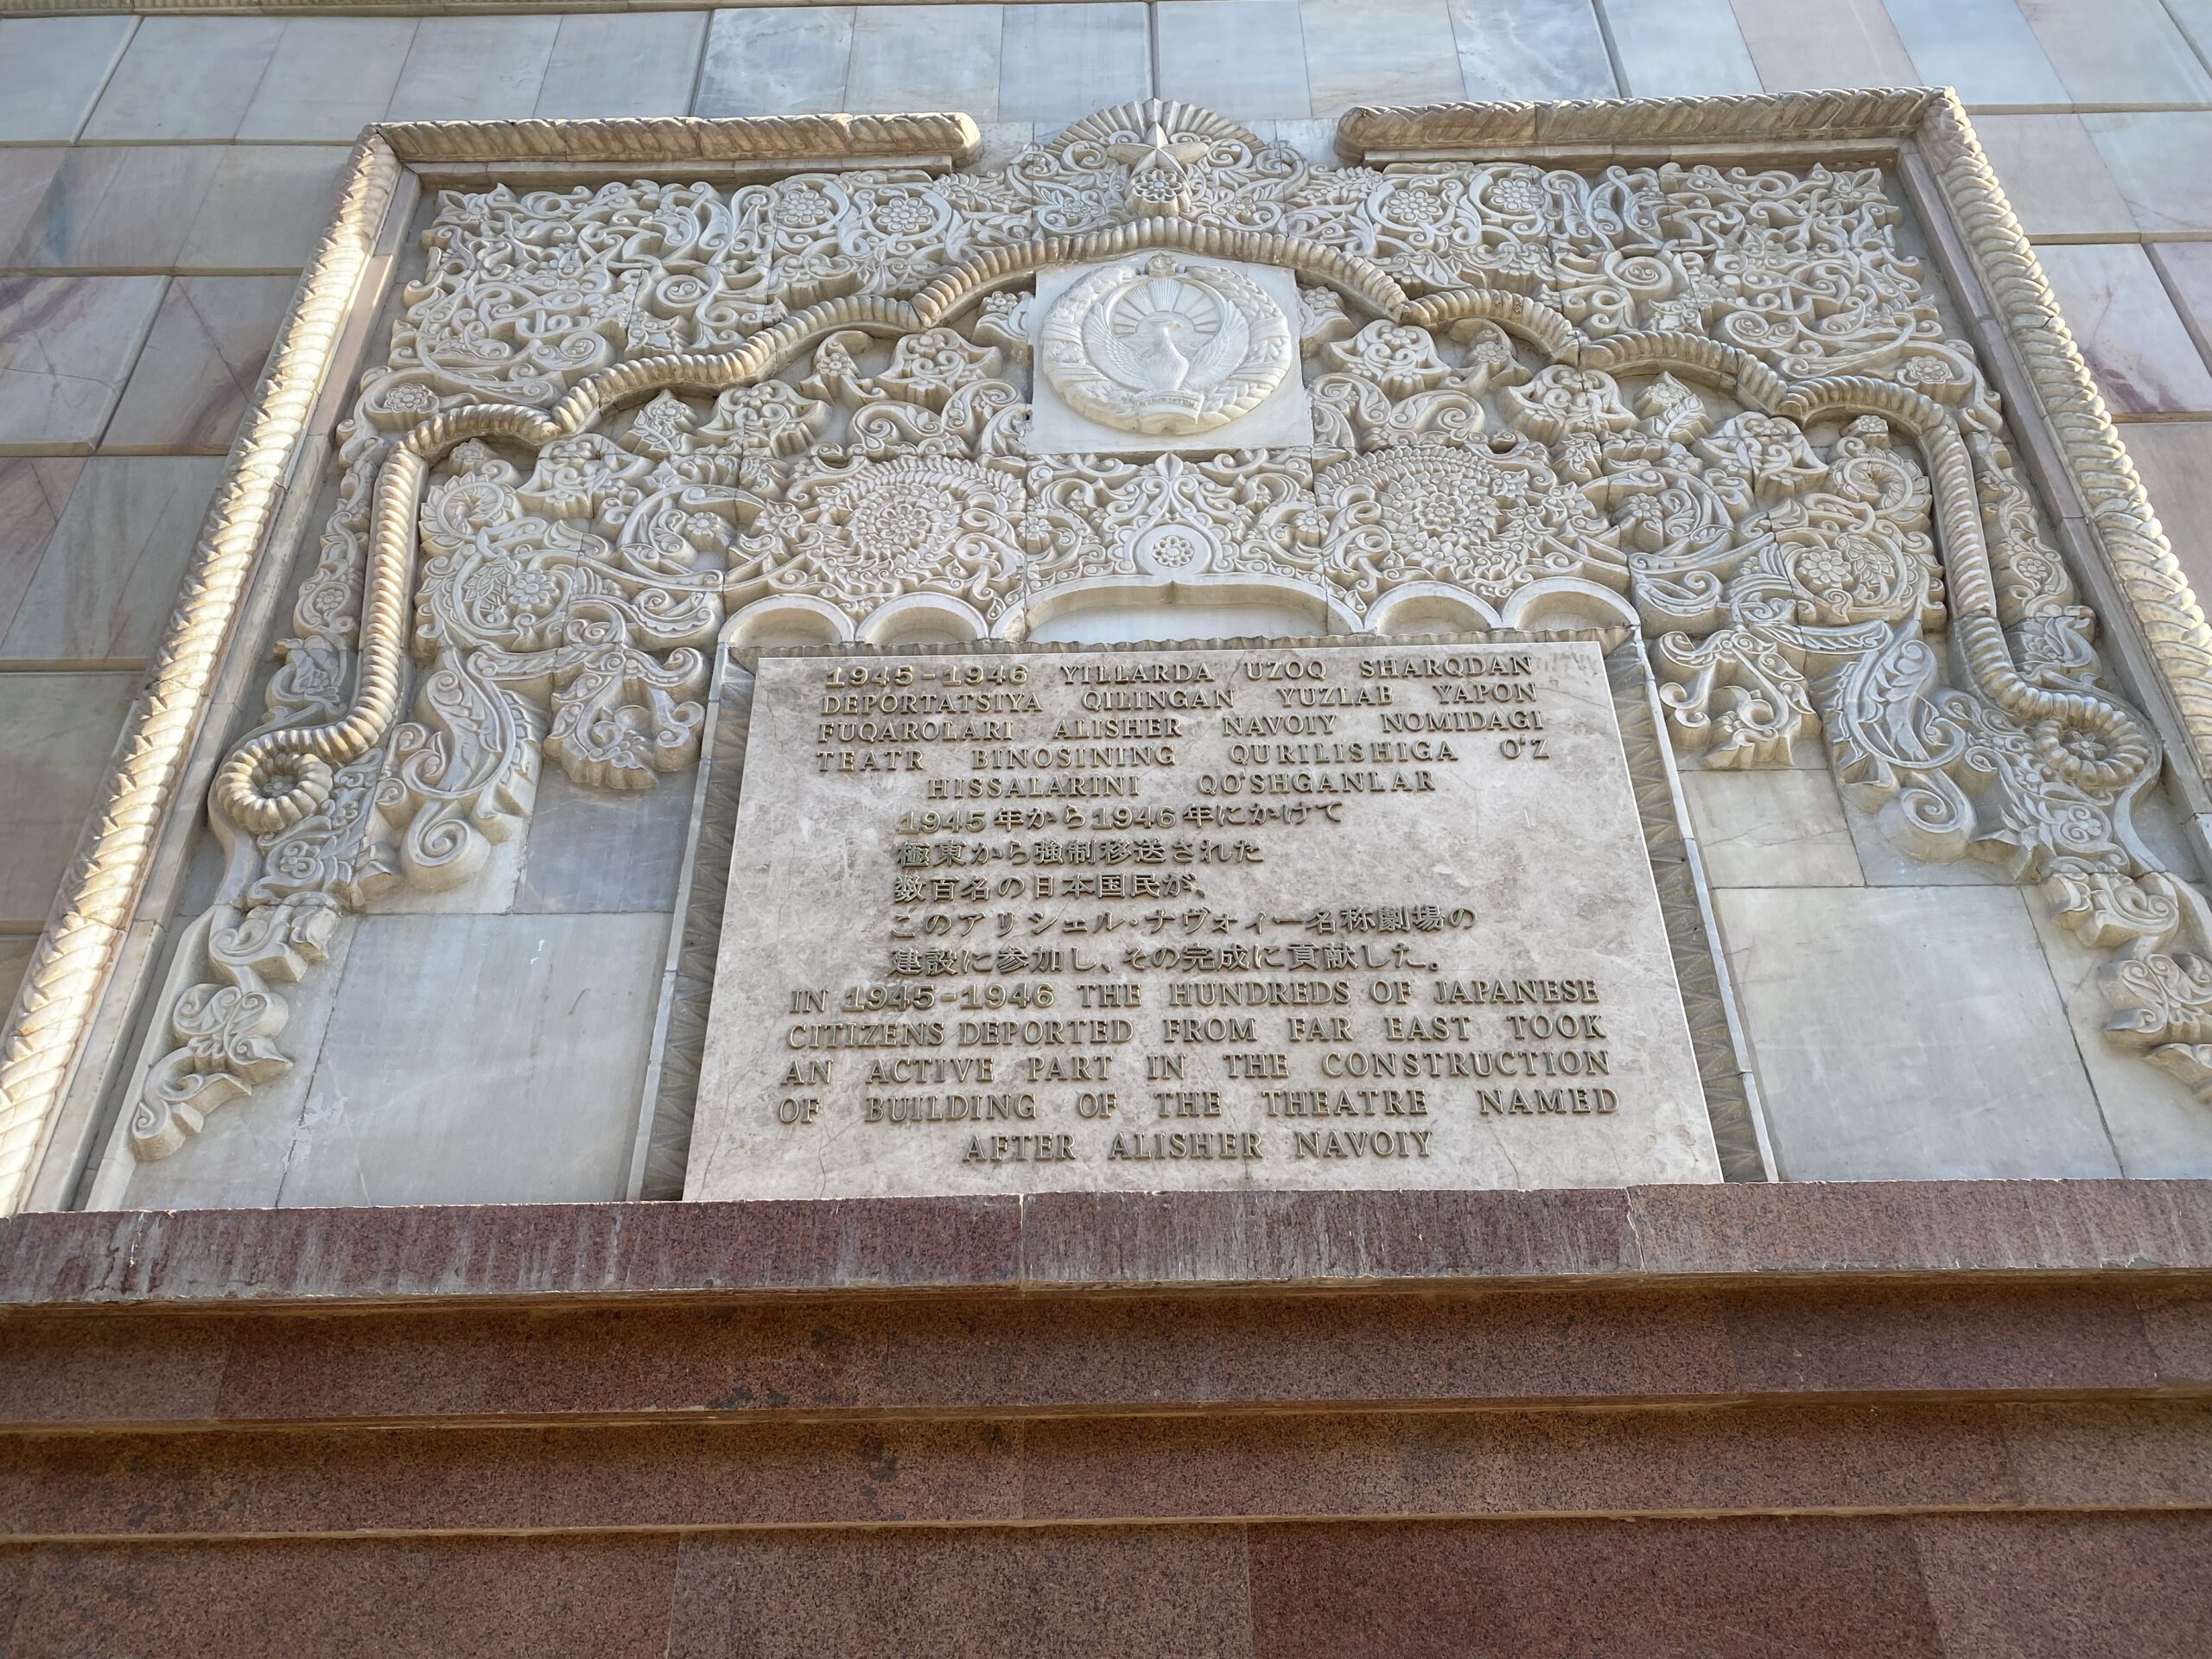 1945-1946 YILLARDA UZOQ SHARQDAN
DEPORTATSIYA QILINGAN YUZLAB YAPON
FUQAROLARI ALISHER NAVOIY NOMIDAGI
TEATR BINOSINING QURILISHIGA O'Z
HISSALARINI QO'SHGANLAR
1945年から1946年にかけて
極東から強制移送された
数百名の日本国民が、
このアリシェル・ナヴォィー名称劇場の
建設に参加し、その完成に貢献した。
IN 1945-1946 THE HUNDREDS OF JAPANESE
CITIZENS DEPORTED FROM FAR EAST TOOK
AN ACTIVE PART IN THE CONSTRUCTION
OF BUILDING OF THE THEATRE NAMED
AFTER ALISHER NAVOIY